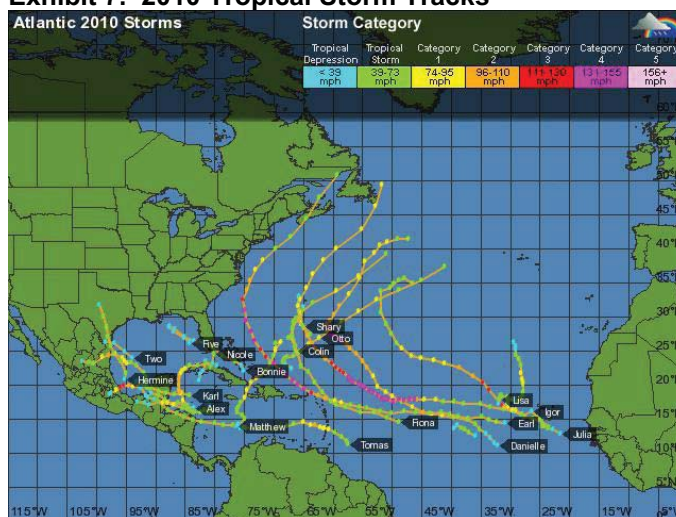 Exhibit 7: 2010 Tropical Storm Tracks
Atlantic 2010 Storms
Storm Category
Tropical Depression
Tropical Storm
Category 1
Category 2
Category 3
Category 4
Category 5
< 39 mph
39-73 mph
74-95 mph
96-110 mph
111-130 mph
131-155 mph
156+ mph
60°
55°
50°N
45°
40°N
35°N
30°N
25°N
20°N
15°N
10°N
5°N
Shary
Otto
Colin
Five
Nicole
Bonnie
Two
Hermine
Karl
Alex
Matthew
Tomas
Fiona
Lisa
Igor
Earl
Julia
Danielle
115°W
105°W
95°W
85°W
75°W
65°W
55°W
45°W
35°W
25°W
15°W
5°